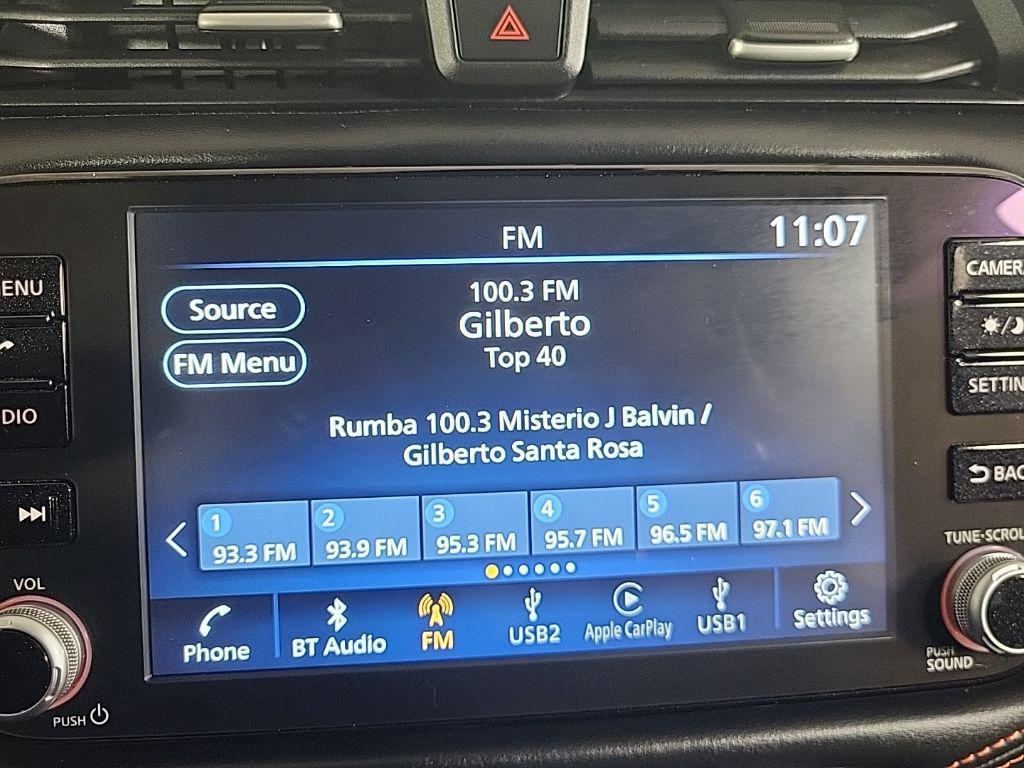 FM
11:07
Source
FM Menu
100.3 FM
Gilberto
Top 40
Rumba 100.3 Misterio J Balvin /
Gilberto Santa Rosa
1
93.3 FM
2
93.9 FM
3
95.3 FM
4
95.7 FM
5
96.5 FM
6
97.1 FM
Phone
BT Audio
FM
USB2
Apple CarPlay
USB1
Settings
ENU
DIO
VOL
PUSH
CAMER
SETTIN
BAC
TUNE·SCROL
PUSH
SOUND